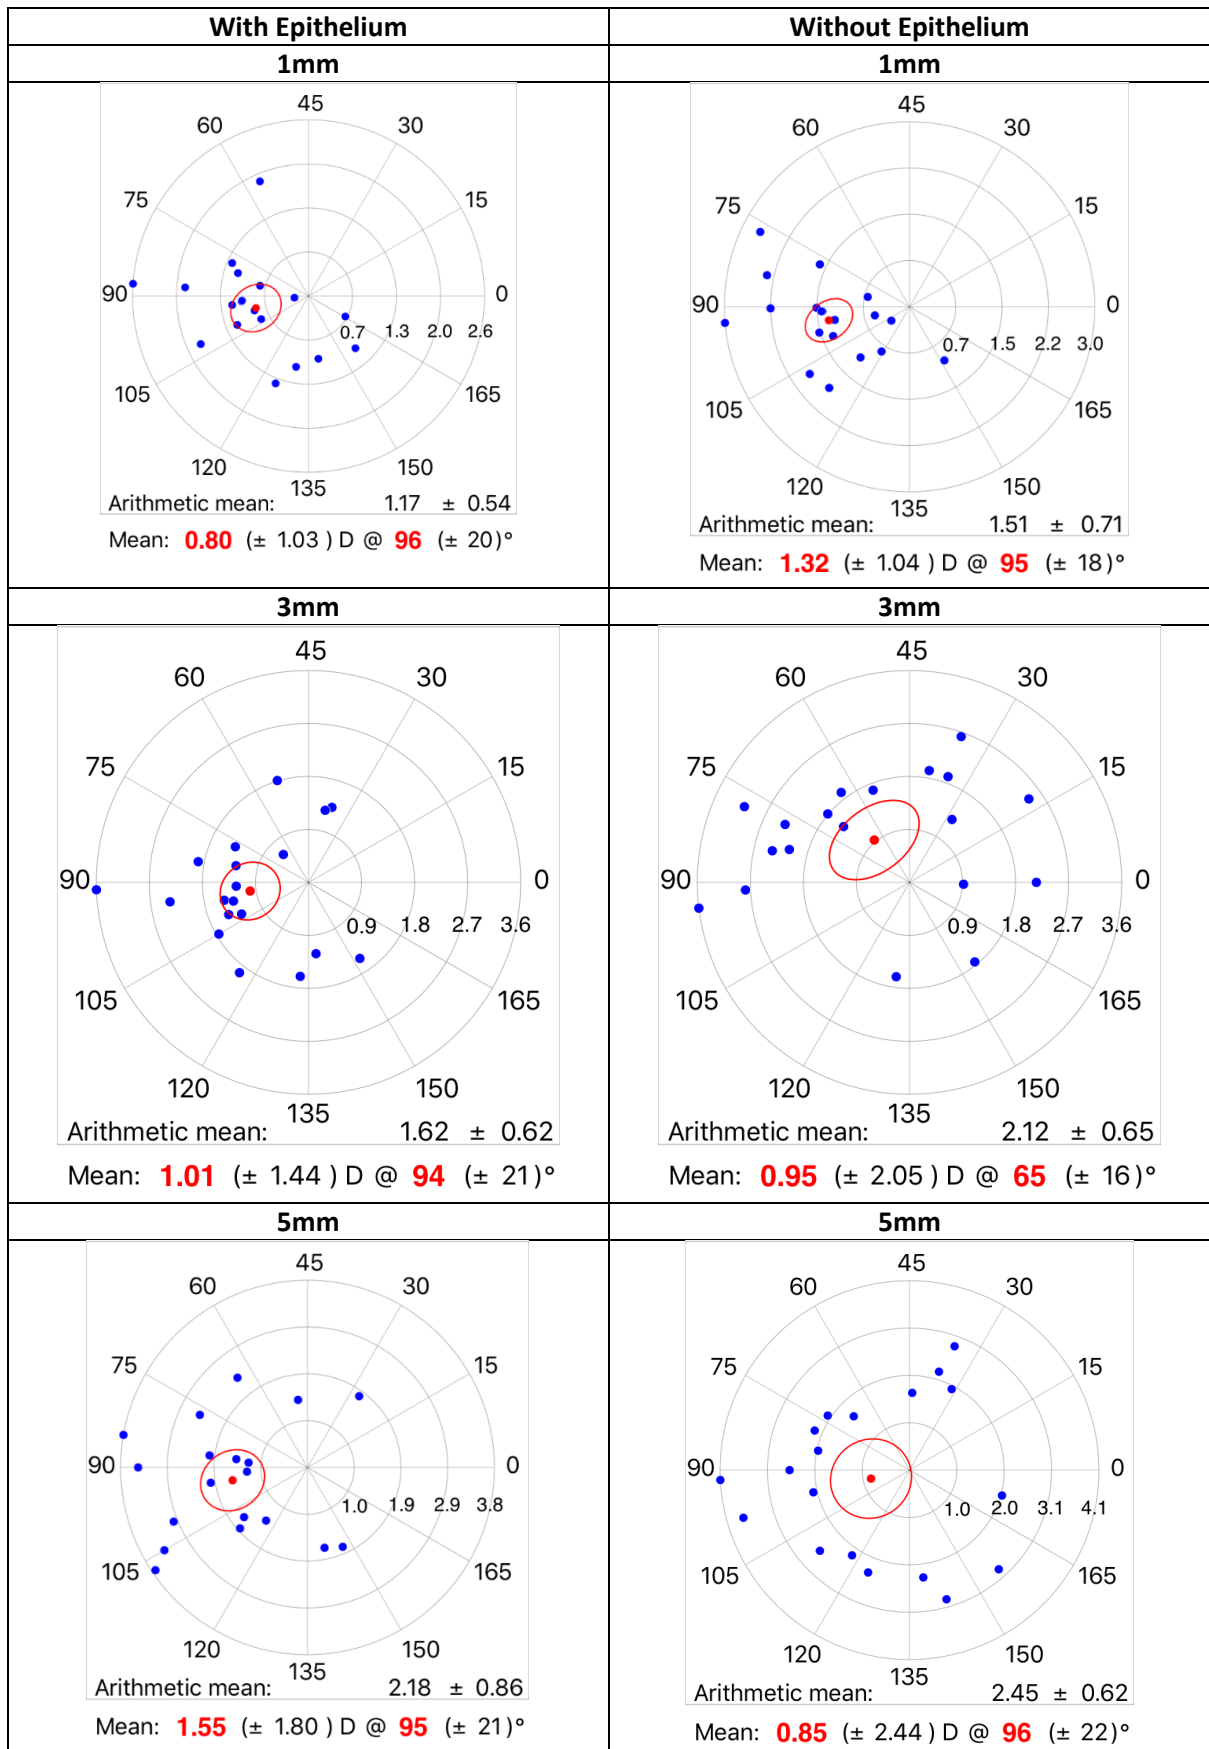 With Epithelium
Without Epithelium
1mm
1mm
45
60
30
75
15
90
0
0.7 1.3 2.0 2.6
105
165
120
150
135
Arithmetic mean: 1.17 ± 0.54
Mean: 0.80 (± 1.03 ) D @ 96 (± 20)°
45
60
30
75
15
90
0
0.7 1.5 2.2 3.0
105
165
120
150
135
Arithmetic mean: 1.51 ± 0.71
Mean: 1.32 (± 1.04 ) D @ 95 (± 18)°
3mm
3mm
45
60
30
75
15
90
0
0.9 1.8 2.7 3.6
105
165
120
150
135
Arithmetic mean: 1.62 ± 0.62
Mean: 1.01 (± 1.44 ) D @ 94 (± 21)°
45
60
30
75
15
90
0
0.9 1.8 2.7 3.6
105
165
120
150
135
Arithmetic mean: 2.12 ± 0.65
Mean: 0.95 (± 2.05 ) D @ 65 (± 16)°
5mm
5mm
45
60
30
75
15
90
0
1.0 1.9 2.9 3.8
105
165
120
150
135
Arithmetic mean: 2.18 ± 0.86
Mean: 1.55 (± 1.80 ) D @ 95 (± 21)°
45
60
30
75
15
90
0
1.0 2.0 3.1 4.1
105
165
120
150
135
Arithmetic mean: 2.45 ± 0.62
Mean: 0.85 (± 2.44 ) D @ 96 (± 22)°